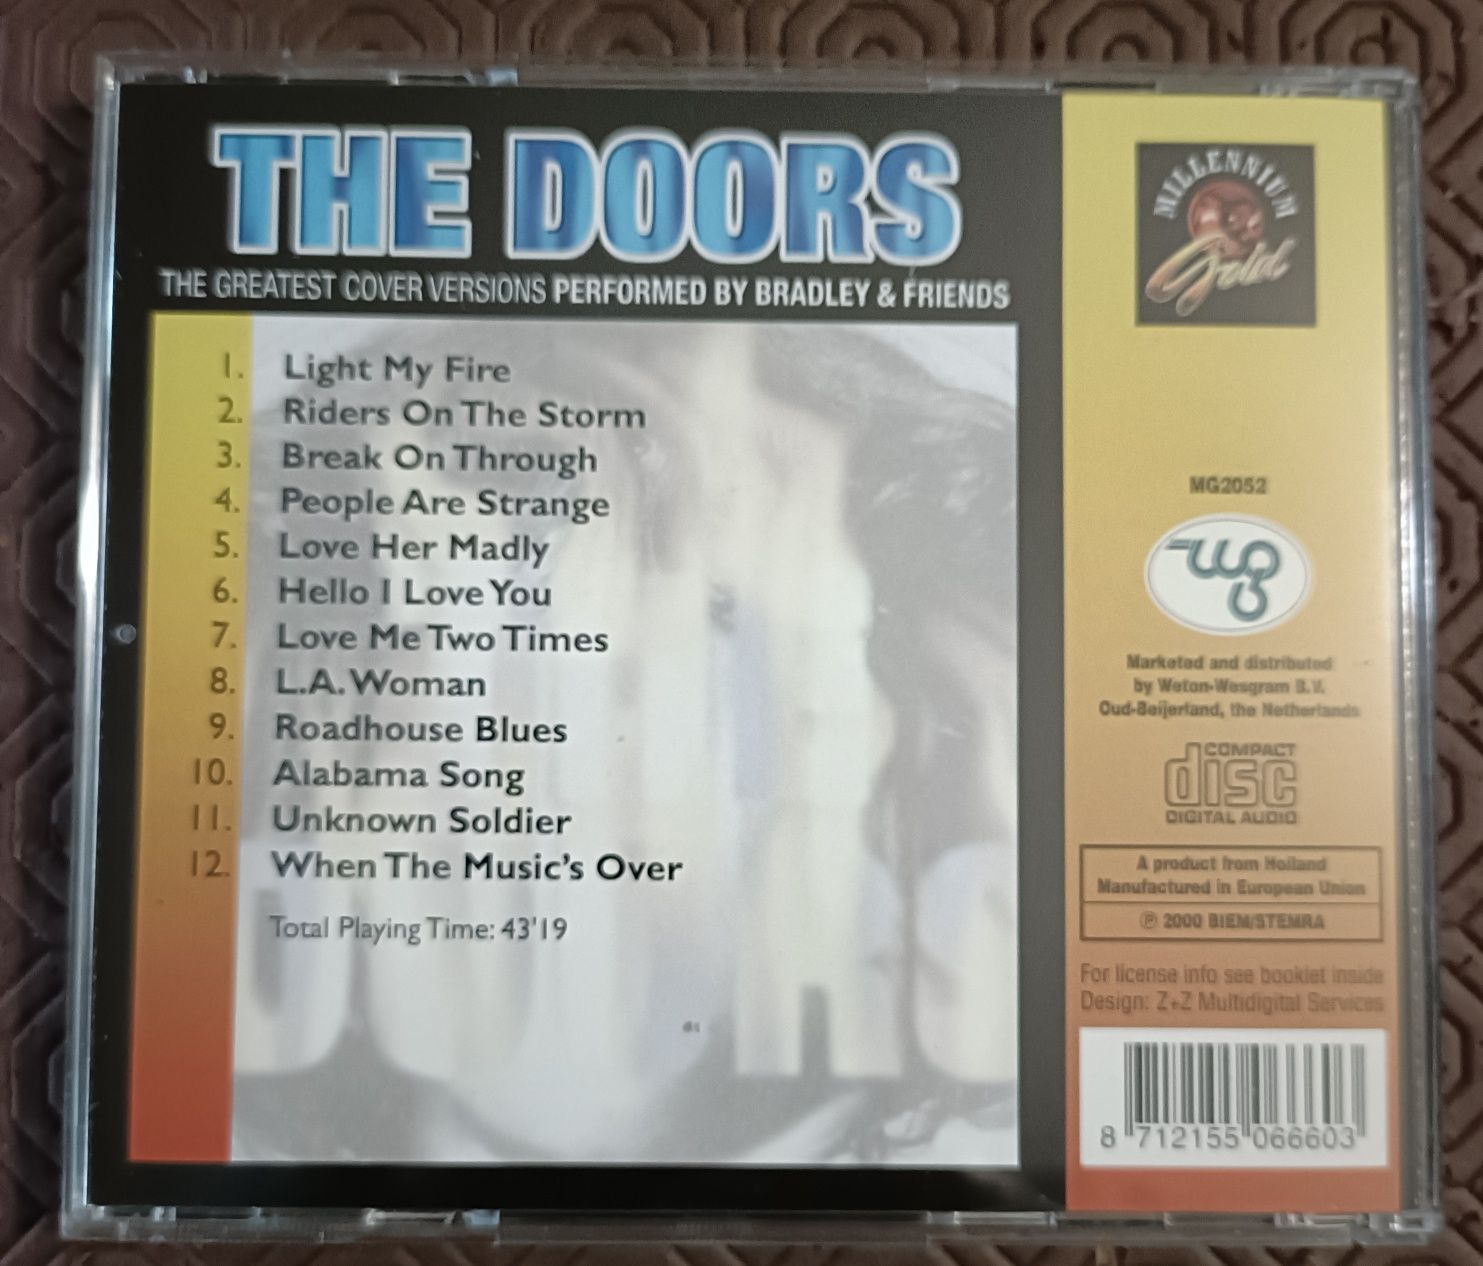 THE DOORS
THE GREATEST COVER VERSIONS PERFORMED BY BRADLEY & FRIENDS
1. Light My Fire
2. Riders On The Storm
3. Break On Through
4. People Are Strange
5. Love Her Madly
6. Hello I Love You
7. Love Me Two Times
8. L.A. Woman
9. Roadhouse Blues
10. Alabama Song
11. Unknown Soldier
12. When The Music's Over
Total Playing Time: 43'19
MILLENNIUM
Gold
MG2052
wg
Marketed and distributed
by Weton-Wesgram B.V.
Oud-Beijerland, the Netherlands
COMPACT
disc
DIGITAL AUDIO
A product from Holland
Manufactured in European Union
℗ 2000 BIEM/STEMRA
For license info see booklet inside
Design: Z+Z Multidigital Services
8 712155 066603